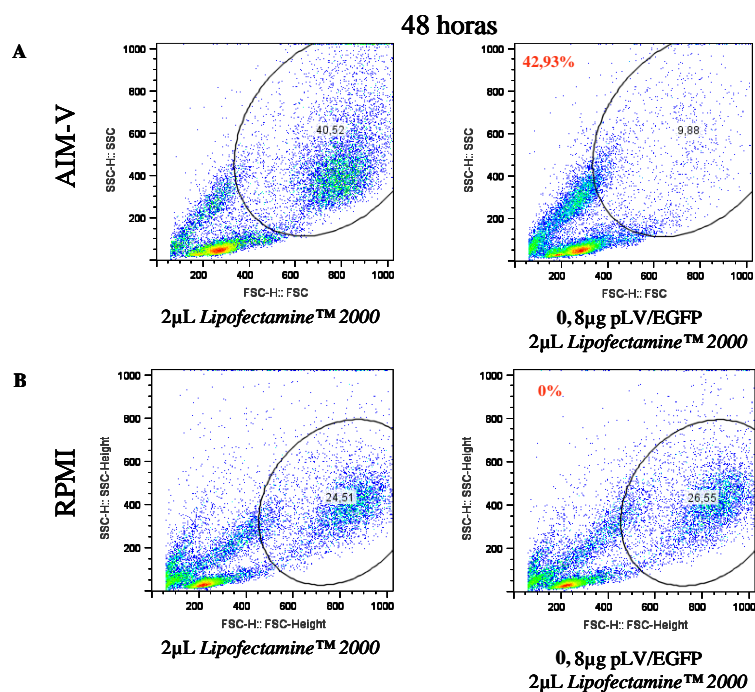 48 horas
A
AIM-V
1000
800
600
400
200
SSC-H:: SSC
40,52
200 400 600 800 1000
FSC-H:: FSC
2µL Lipofectamine™ 2000
42,93%
1000
800
600
400
200
SSC-H:: SSC
9,88
200 400 600 800 1000
FSC-H:: FSC
0,8µg pLV/EGFP
2µL Lipofectamine™ 2000
B
RPMI
1000
800
600
400
200
SSC-H:: SSC-Height
24,51
200 400 600 800 1000
FSC-H:: FSC-Height
2µL Lipofectamine™ 2000
0%
1000
800
600
400
200
SSC-H:: SSC-Height
26,55
200 400 600 800 1000
FSC-H:: FSC-Height
0,8µg pLV/EGFP
2µL Lipofectamine™ 2000